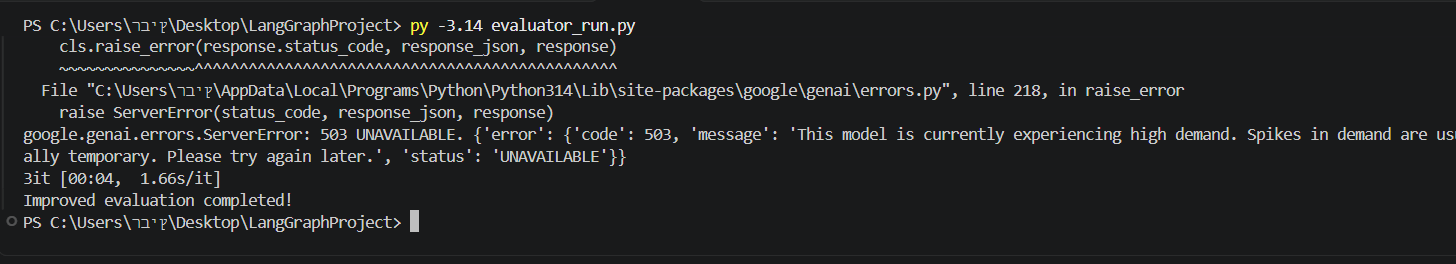 PS C:\Users\ריבק\Desktop\LangGraphProject> py -3.14 evaluator_run.py
    cls.raise_error(response.status_code, response_json, response)
    ~~~~~~~~~~~~~~~^^^^^^^^^^^^^^^^^^^^^^^^^^^^^^^^^^^^^^^^^^^^^^
  File "C:\Users\ריבק\AppData\Local\Programs\Python\Python314\Lib\site-packages\google\genai\errors.py", line 218, in raise_error
    raise ServerError(status_code, response_json, response)
google.genai.errors.ServerError: 503 UNAVAILABLE. {'error': {'code': 503, 'message': 'This model is currently experiencing high demand. Spikes in demand are usu
ally temporary. Please try again later.', 'status': 'UNAVAILABLE'}}
3it [00:04,  1.66s/it]
Improved evaluation completed!
PS C:\Users\ריבק\Desktop\LangGraphProject>